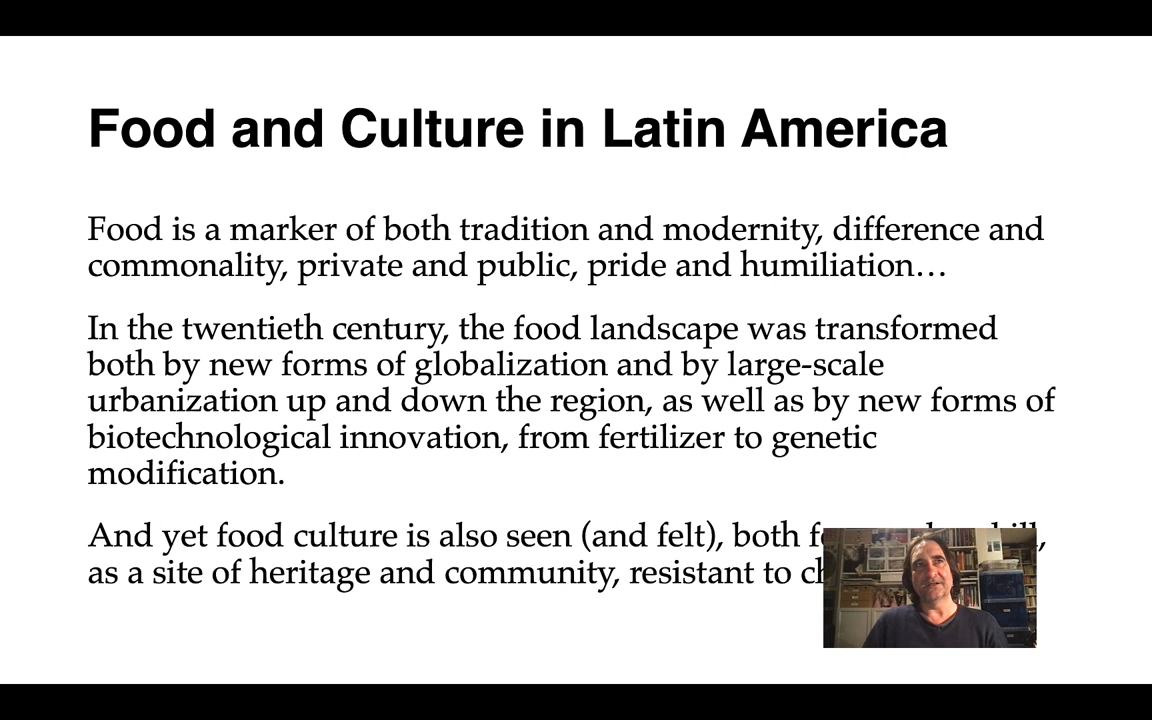 Food and Culture in Latin America
Food is a marker of both tradition and modernity, difference and
commonality, private and public, pride and humiliation…
In the twentieth century, the food landscape was transformed
both by new forms of globalization and by large-scale
urbanization up and down the region, as well as by new forms of
biotechnological innovation, from fertilizer to genetic
modification.
And yet food culture is also seen (and felt), both
as a site of heritage and community, resistant to